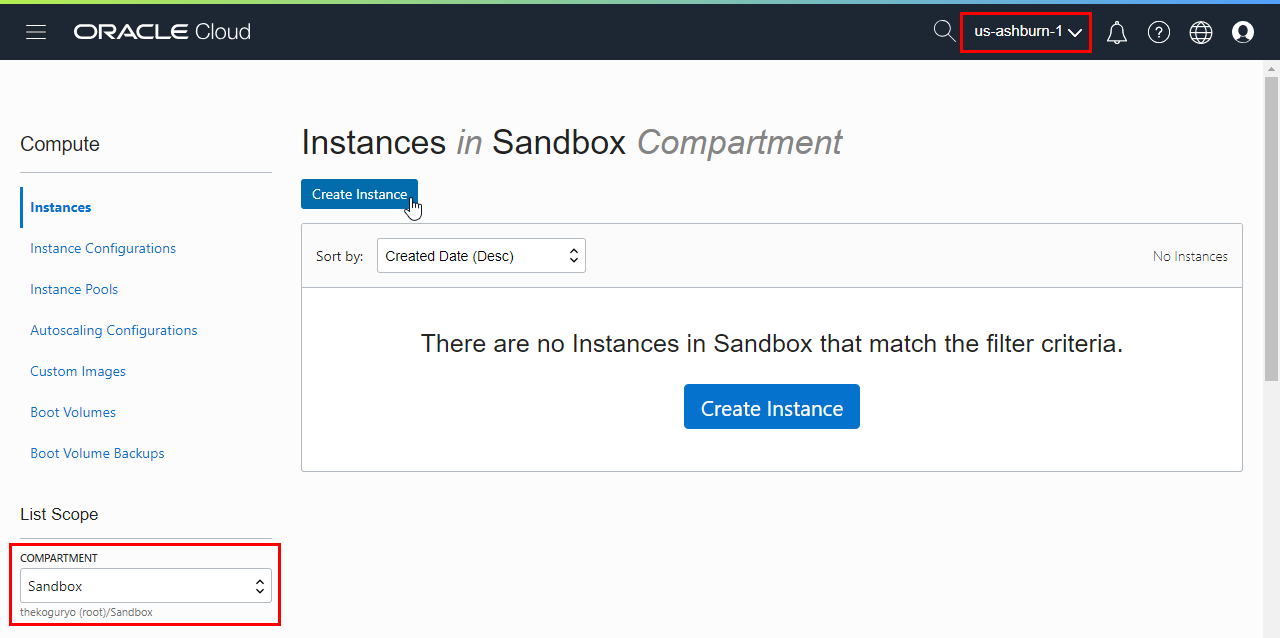 ORACLE Cloud
us-ashburn-1
?
Compute
Instances
Instance Configurations
Instance Pools
Autoscaling Configurations
Custom Images
Boot Volumes
Boot Volume Backups
List Scope
COMPARTMENT
Sandbox
thekoguryo (root)/Sandbox
Instances in Sandbox Compartment
Create Instance
Sort by: Created Date (Desc) No Instances
There are no Instances in Sandbox that match the filter criteria.
Create Instance